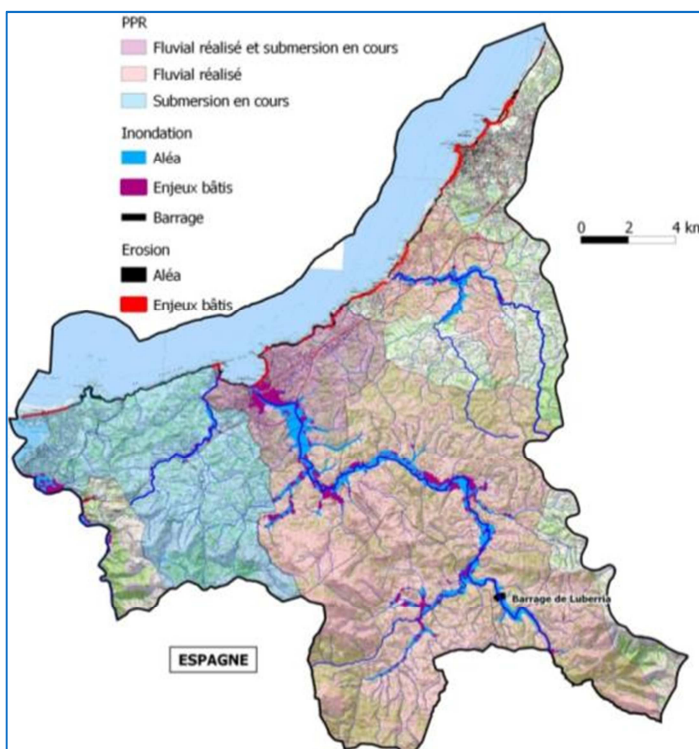 PPR
Fluvial réalisé et submersion en cours
Fluvial réalisé
Submersion en cours
Inondation
Aléa
Enjeux bâtis
Barrage
Erosion
Aléa
Enjeux bâtis
0 2 4 km
Barrage de Luberria
ESPAGNE